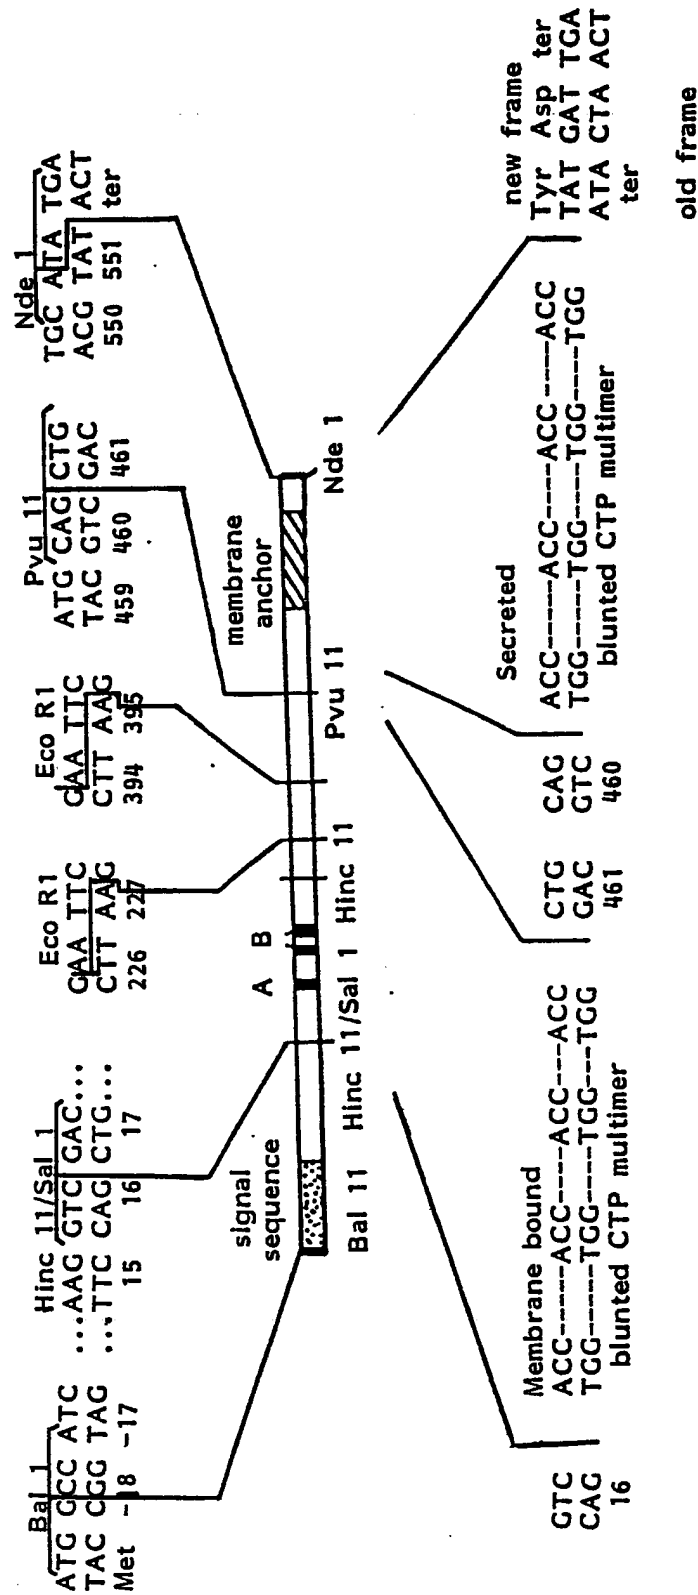 Bal 1
ATG GCC ATC
TAC CGG TAG
Met -18 -17
Hinc 11/Sal 1
...AAG GTC GAC...
...TTC CAG CTG...
15 16 17
Eco R1
GAA TTC
CTT AAG
226 227
Eco R1
GAA TTC
CTT AAG
394 395
Pvu 11
ATG CAG CTG
TAC GTC GAC
459 460 461
Nde 1
TGC ATA TGA
ACG TAT ACT
550 551 ter
signal
sequence
A B
membrane
anchor
Bal 11
Hinc 11/Sal 1
Hinc 11
Pvu 11
Nde 1
GTC
CAG
16
Membrane bound
ACC------ACC----ACC---ACC
TGG------TGG----TGG---TGG
blunted CTP multimer
CTG
GAC
461
CAG
GTC
460
Secreted
ACC------ACC----ACC----ACC
TGG------TGG----TGG----TGG
blunted CTP multimer
new frame
Tyr Asp ter
TAT GAT TGA
ATA CTA ACT
ter
old frame